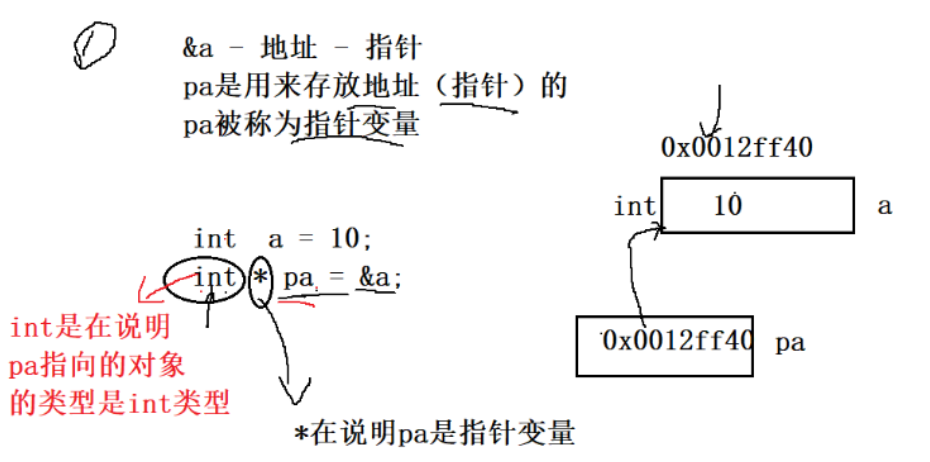 &a - 地址 - 指针
pa是用来存放地址（指针）的
pa被称为指针变量
0x0012ff40
int 10 a
int a = 10;
int * pa = &a;
int是在说明
pa指向的对象
的类型是int类型
0x0012ff40 pa
*在说明pa是指针变量